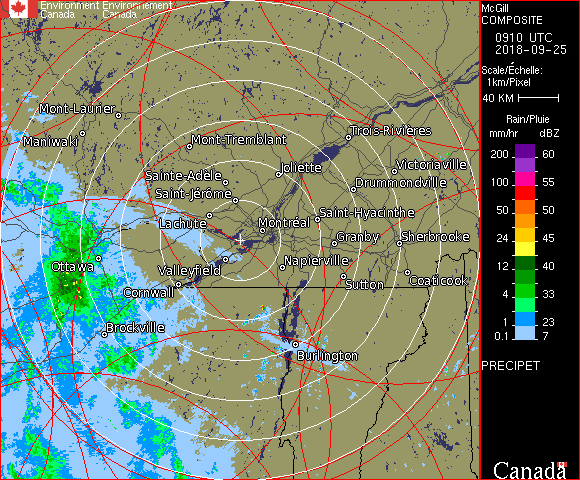 Environment Environnement
Canada Canada
McGill
COMPOSITE
0910 UTC
2018-09-25
Scale/Échelle:
1km/Pixel
40 KM
Rain/Pluie
mm/hr dBZ
200 60
100 55
50 50
24 45
12 40
4 33
1 23
0.1 7
PRECIPET
Canada
Mont-Laurier
Maniwaki
Mont-Tremblant
Trois-Rivières
Joliette
Victoriaville
Sainte-Adèle
Drummondville
Saint-Jérôme
Saint-Hyacinthe
Lachute
Montréal
Granby
Sherbrooke
Ottawa
Valleyfield
Napierville
Cornwall
Sutton
Coaticook
Brockville
Burlington